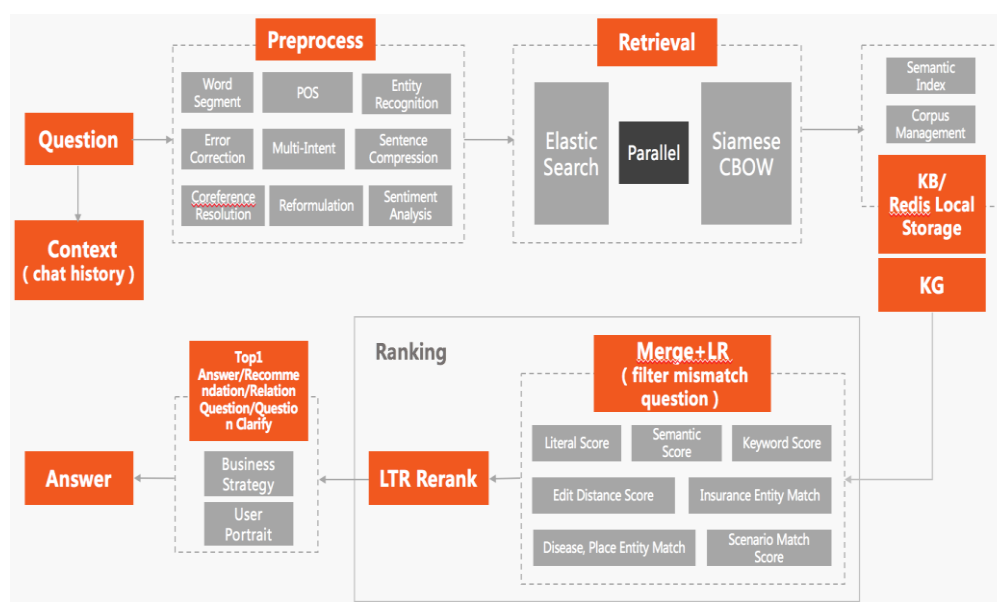 Preprocess
Word
Segment
POS
Entity
Recognition
Error
Correction
Multi-Intent
Sentence
Compression
Coreference
Resolution
Reformulation
Sentiment
Analysis
Question
Context
( chat history )
Retrieval
Elastic
Search
Parallel
Siamese
CBOW
Semantic
Index
Corpus
Management
KB/
Redis Local
Storage
KG
Ranking
Merge+LR
( filter mismatch
question )
Literal Score
Semantic
Score
Keyword Score
Edit Distance Score
Insurance Entity Match
Disease, Place Entity Match
Scenario Match
Score
LTR Rerank
Top1
Answer/Recomme
ndation/Relation
Question/Questio
n Clarify
Business
Strategy
User
Portrait
Answer